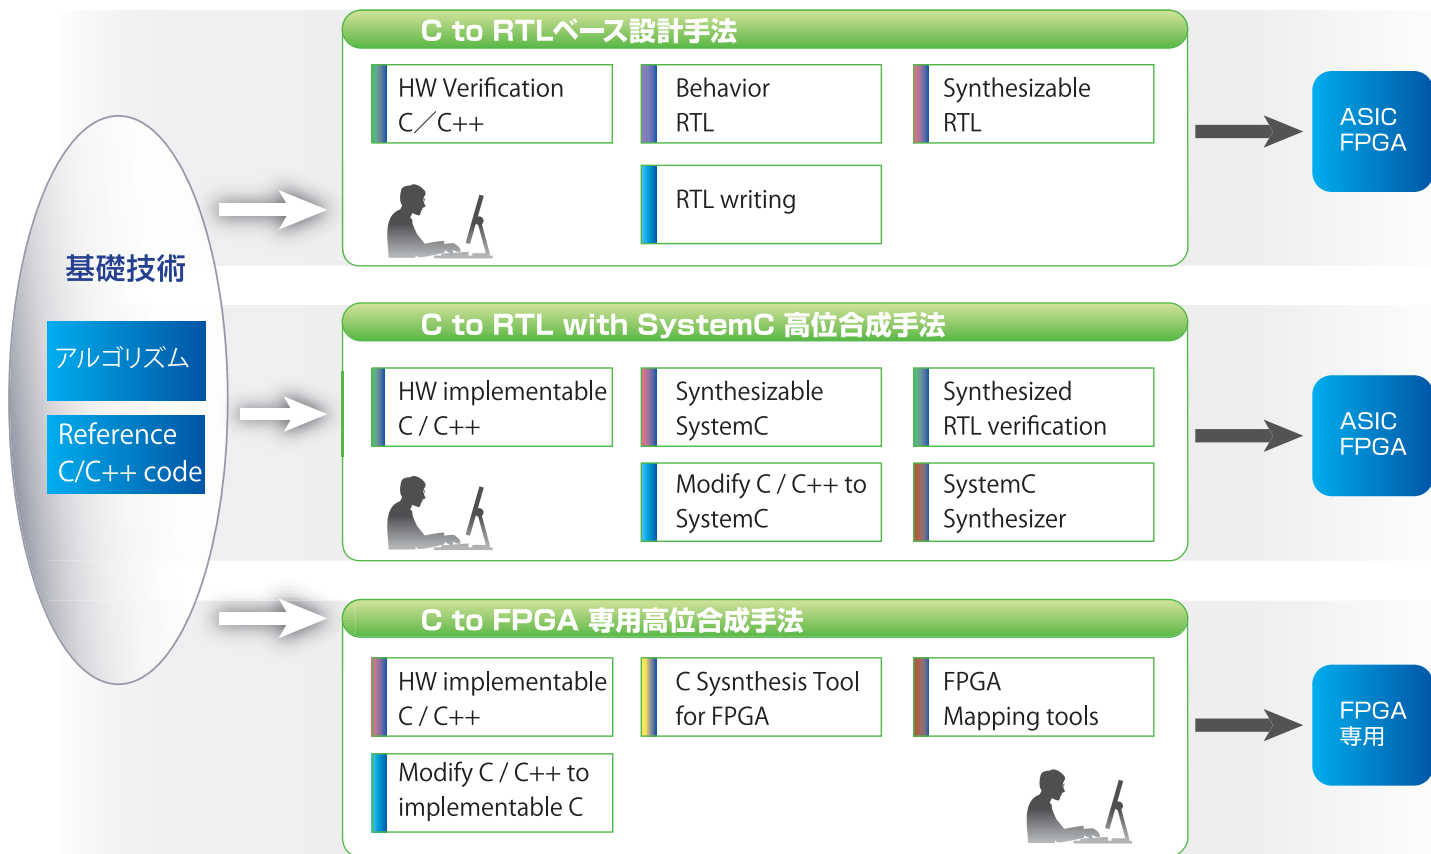 基礎技術
アルゴリズム
Reference
C/C++ code
C to RTLベース設計手法
HW Verification
C／C++
Behavior
RTL
Synthesizable
RTL
RTL writing
ASIC
FPGA
C to RTL with SystemC 高位合成手法
HW implementable
C / C++
Synthesizable
SystemC
Synthesized
RTL verification
Modify C / C++ to
SystemC
SystemC
Synthesizer
ASIC
FPGA
C to FPGA 専用高位合成手法
HW implementable
C / C++
C Sysnthesis Tool
for FPGA
FPGA
Mapping tools
Modify C / C++ to
implementable C
FPGA
専用